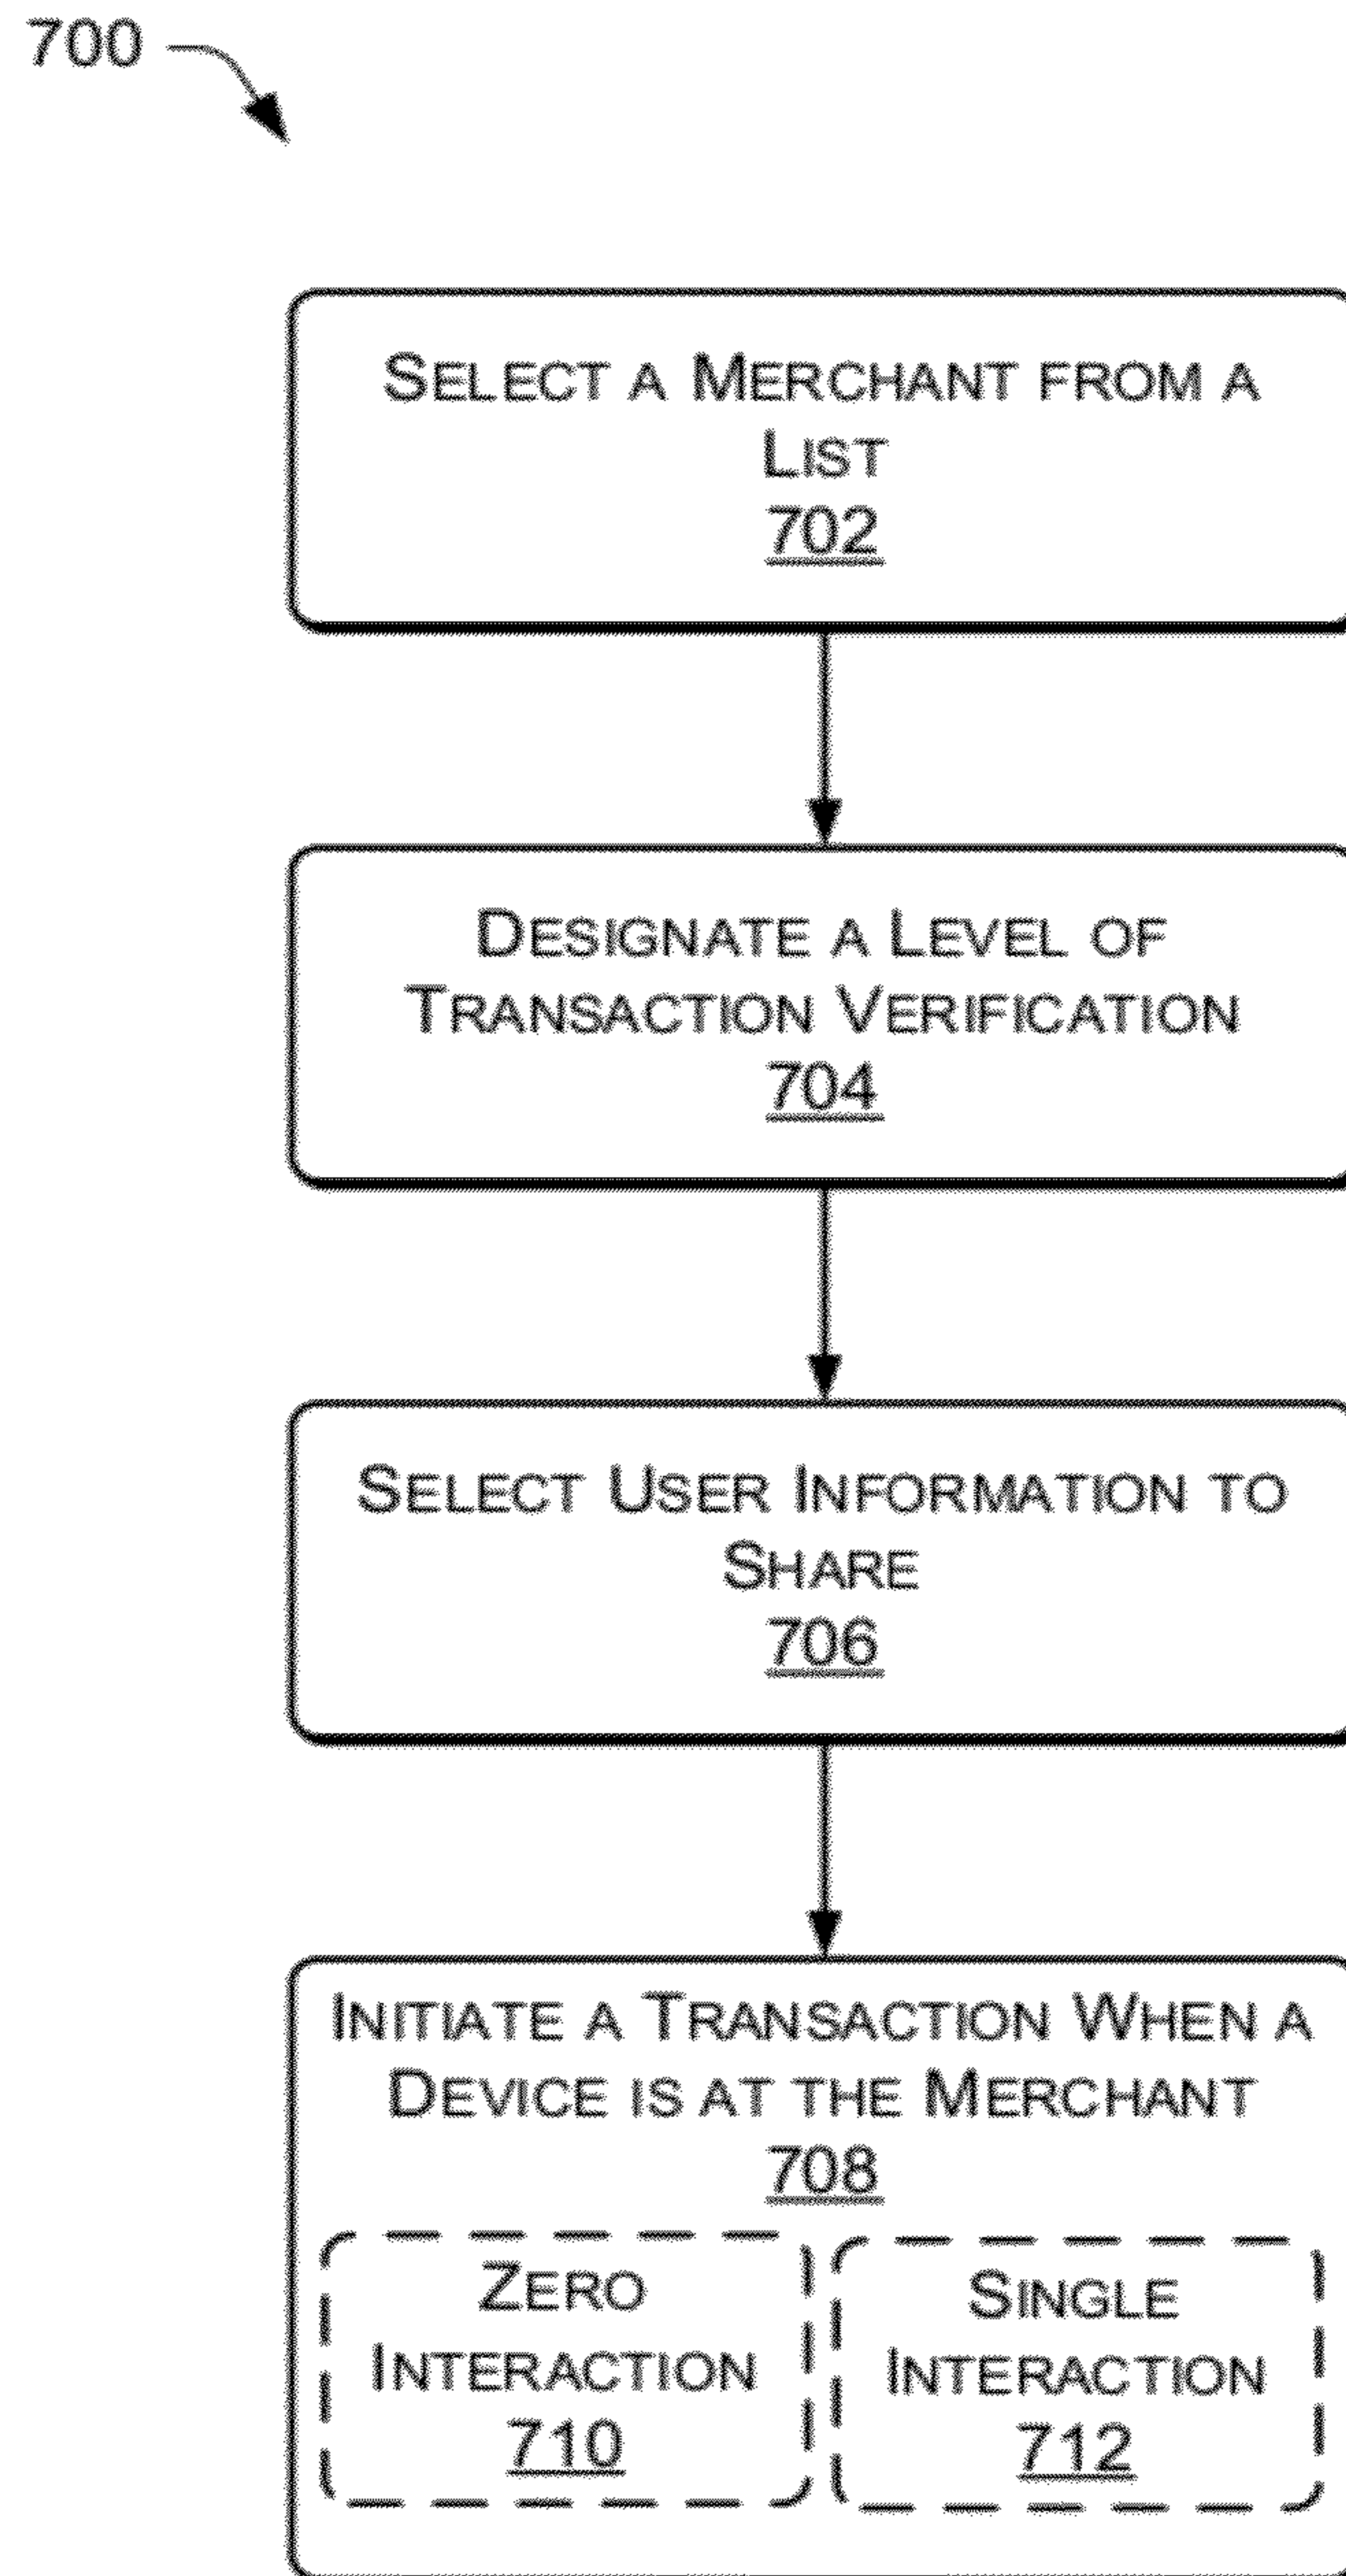 700
SELECT A MERCHANT FROM A
LIST
702
DESIGNATE A LEVEL OF
TRANSACTION VERIFICATION
704
SELECT USER INFORMATION TO
SHARE
706
INITIATE A TRANSACTION WHEN A
DEVICE IS AT THE MERCHANT
708
ZERO
INTERACTION
710
SINGLE
INTERACTION
712